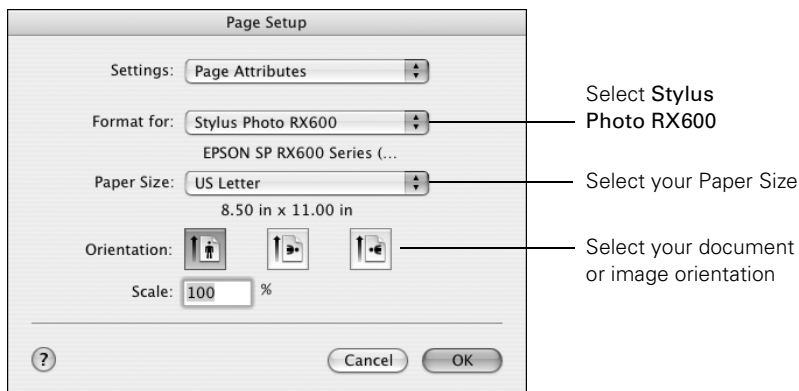 Page Setup
Settings: Page Attributes
Format for: Stylus Photo RX600
EPSON SP RX600 Series (...
Paper Size: US Letter
8.50 in x 11.00 in
Orientation:
Scale: 100 %
?
Cancel OK
Select Stylus
Photo RX600
Select your Paper Size
Select your document
or image orientation